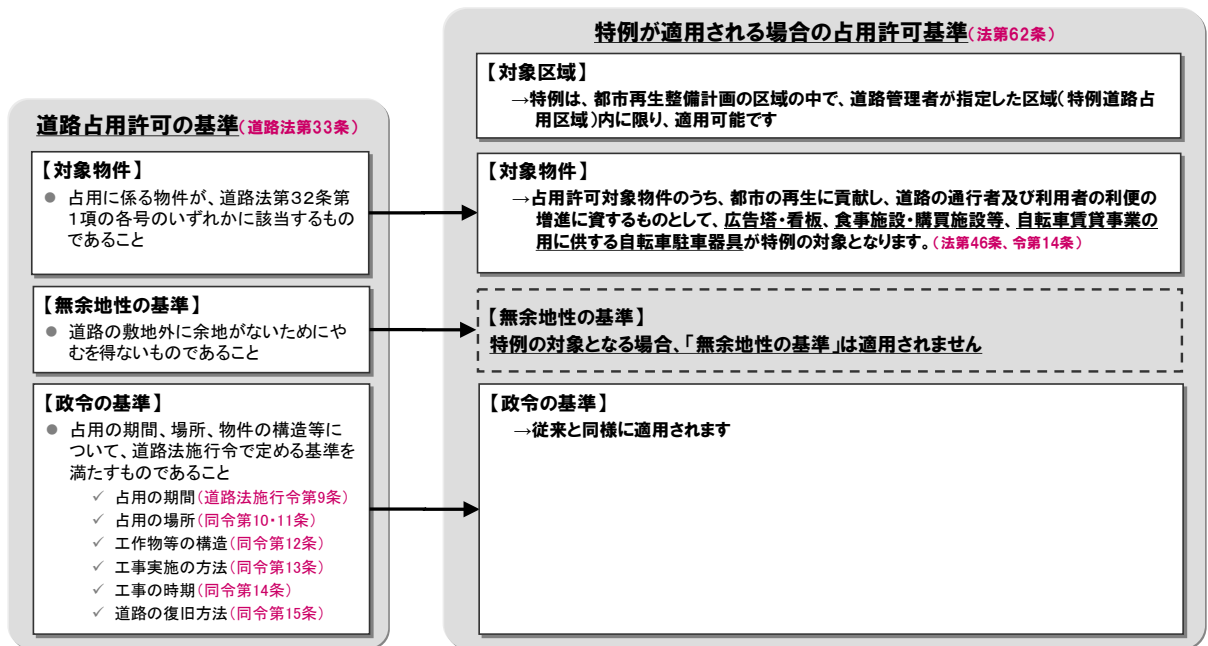 道路占用許可の基準(道路法第33条)
【対象物件】
● 占用に係る物件が、道路法第32条第
1項の各号のいずれかに該当するもの
であること
【無余地性の基準】
● 道路の敷地外に余地がないためにや
むを得ないものであること
【政令の基準】
● 占用の期間、場所、物件の構造等に
ついて、道路法施行令で定める基準を
満たすものであること
✓ 占用の期間(道路法施行令第9条)
✓ 占用の場所(同令第10・11条)
✓ 工作物等の構造(同令第12条)
✓ 工事実施の方法(同令第13条)
✓ 工事の時期(同令第14条)
✓ 道路の復旧方法(同令第15条)
特例が適用される場合の占用許可基準(法第62条)
【対象区域】
→特例は、都市再生整備計画の区域の中で、道路管理者が指定した区域(特例道路占
用区域)内に限り、適用可能です
【対象物件】
→占用許可対象物件のうち、都市の再生に貢献し、道路の通行者及び利用者の利便の
増進に資するものとして、広告塔・看板、食事施設・購買施設等、自転車賃貸事業の
用に供する自転車駐車器具が特例の対象となります。(法第46条、令第14条)
【無余地性の基準】
特例の対象となる場合、「無余地性の基準」は適用されません
【政令の基準】
→従来と同様に適用されます